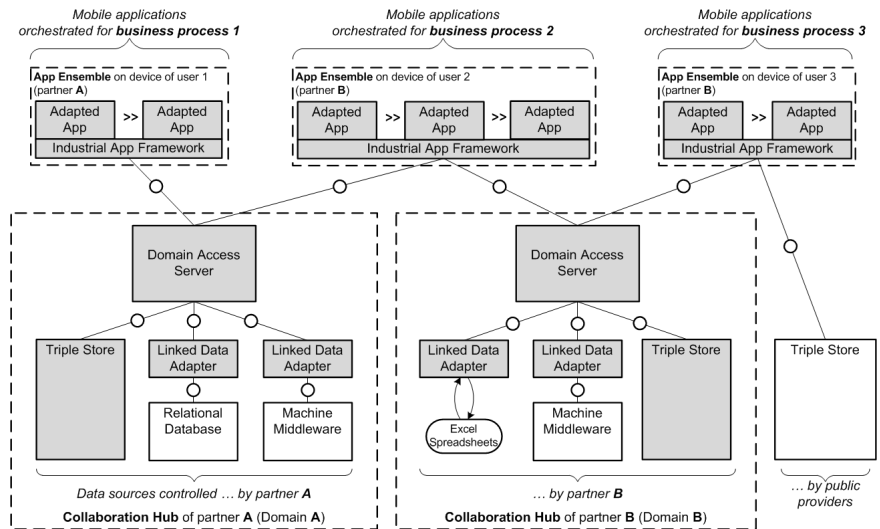 Mobile applications
orchestrated for business process 1
Mobile applications
orchestrated for business process 2
Mobile applications
orchestrated for business process 3
App Ensemble on device of user 1
(partner A)
Adapted
App
>>
Adapted
App
Industrial App Framework
App Ensemble on device of user 2
(partner B)
Adapted
App
>>
Adapted
App
>>
Adapted
App
Industrial App Framework
App Ensemble on device of user 3
(partner B)
Adapted
App
>>
Adapted
App
Industrial App Framework
Domain Access
Server
Triple Store
Linked Data
Adapter
Linked Data
Adapter
Relational
Database
Machine
Middleware
Data sources controlled … by partner A
Collaboration Hub of partner A (Domain A)
Domain Access
Server
Linked Data
Adapter
Linked Data
Adapter
Triple Store
Excel
Spreadsheets
Machine
Middleware
… by partner B
Collaboration Hub of partner B (Domain B)
Triple Store
… by public
providers